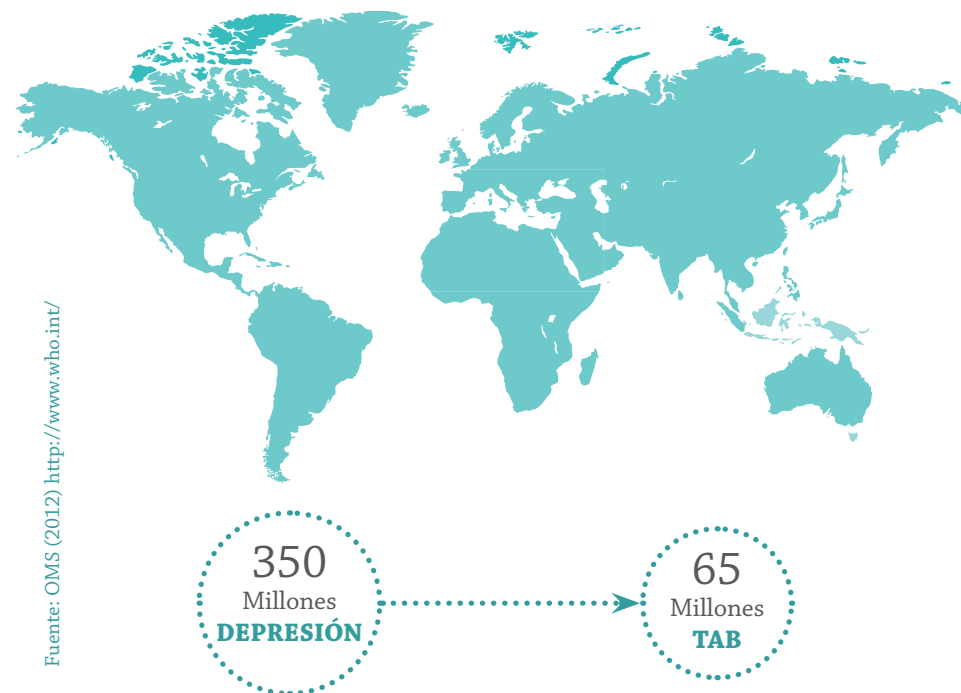 Fuente: OMS (2012) http://www.who.int/
350
Millones
DEPRESIÓN
65
Millones
TAB